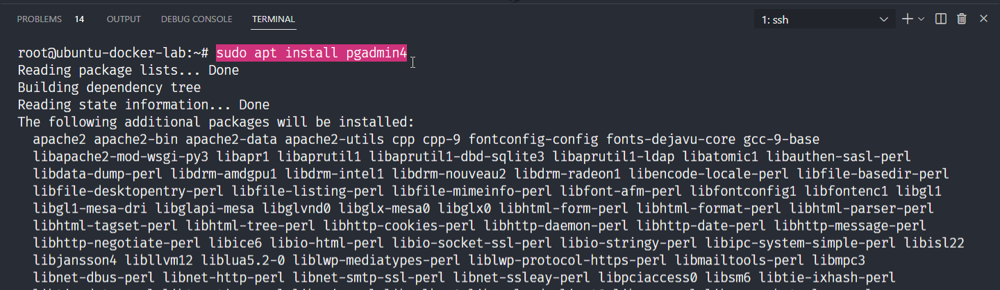 PROBLEMS 14 OUTPUT DEBUG CONSOLE TERMINAL 1: ssh
root@ubuntu-docker-lab:~# sudo apt install pgadmin4
Reading package lists... Done
Building dependency tree
Reading state information... Done
The following additional packages will be installed:
apache2 apache2-bin apache2-data apache2-utils cpp cpp-9 fontconfig-config fonts-dejavu-core gcc-9-base
libapache2-mod-wsgi-py3 libapr1 libaprutil1 libaprutil1-dbd-sqlite3 libaprutil1-ldap libatomic1 libauthen-sasl-perl
libdata-dump-perl libdrm-amdgpu1 libdrm-intel1 libdrm-nouveau2 libdrm-radeon1 libencode-locale-perl libfile-basedir-perl
libfile-desktopentry-perl libfile-listing-perl libfile-mimeinfo-perl libfont-afm-perl libfontconfig1 libfontenc1 libgl1
libgl1-mesa-dri libglapi-mesa libglvnd0 libglx-mesa0 libglx0 libhtml-form-perl libhtml-format-perl libhtml-parser-perl
libhtml-tagset-perl libhtml-tree-perl libhttp-cookies-perl libhttp-daemon-perl libhttp-date-perl libhttp-message-perl
libhttp-negotiate-perl libice6 libio-html-perl libio-socket-ssl-perl libio-stringy-perl libipc-system-simple-perl libisl22
libjansson4 libllvm12 liblua5.2-0 liblwp-mediatypes-perl liblwp-protocol-https-perl libmailtools-perl libmpc3
libnet-dbus-perl libnet-http-perl libnet-smtp-ssl-perl libnet-ssleay-perl libpciaccess0 libsm6 libtie-ixhash-perl